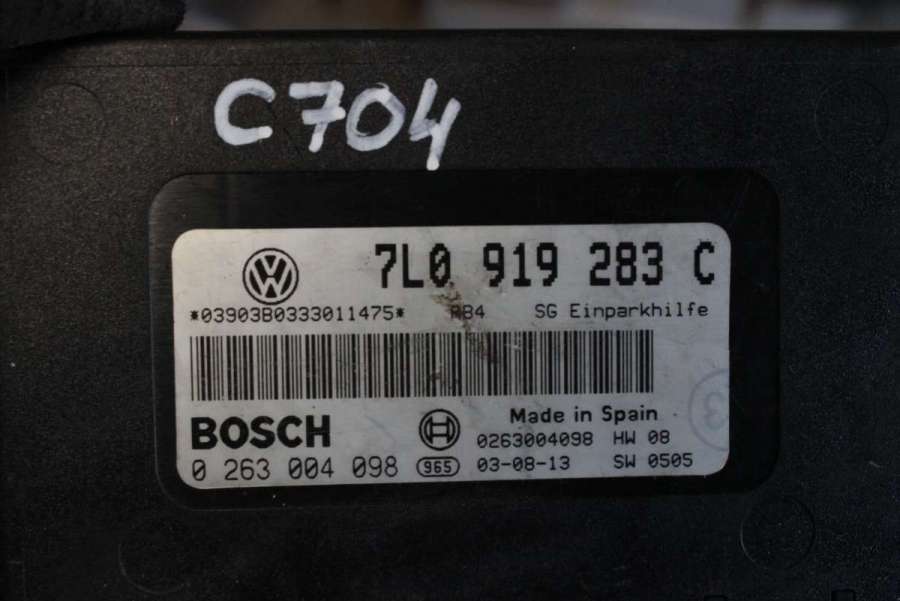 C704
7L0 919 283 C
*03903B0333011475* RB4 SG Einparkhilfe
BOSCH
Made in Spain
0263004098 HW 08
0 263 004 098 965 03-08-13 SW 0505